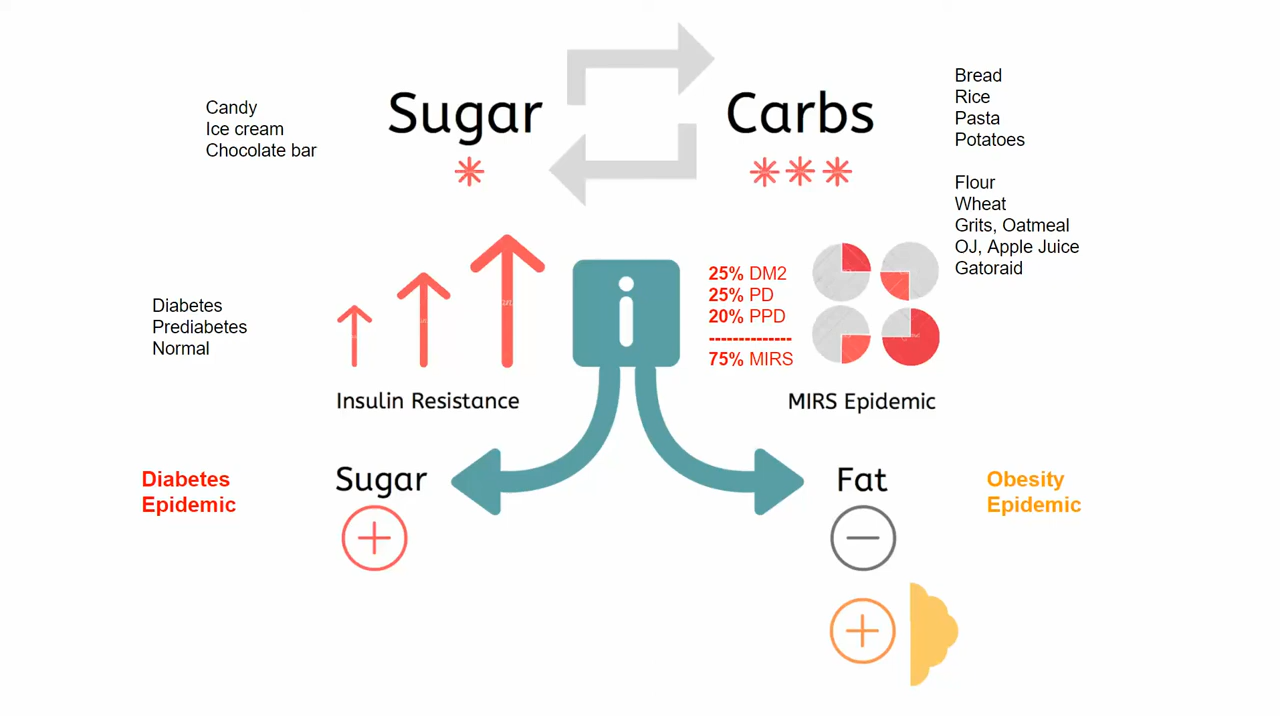 Sugar
Carbs
Candy
Ice cream
Chocolate bar
Bread
Rice
Pasta
Potatoes
Flour
Wheat
Grits, Oatmeal
OJ, Apple Juice
Gatoraid
Diabetes
Prediabetes
Normal
Insulin Resistance
i
25% DM2
25% PD
20% PPD
--------------
75% MIRS
MIRS Epidemic
Diabetes
Epidemic
Sugar
Fat
Obesity
Epidemic